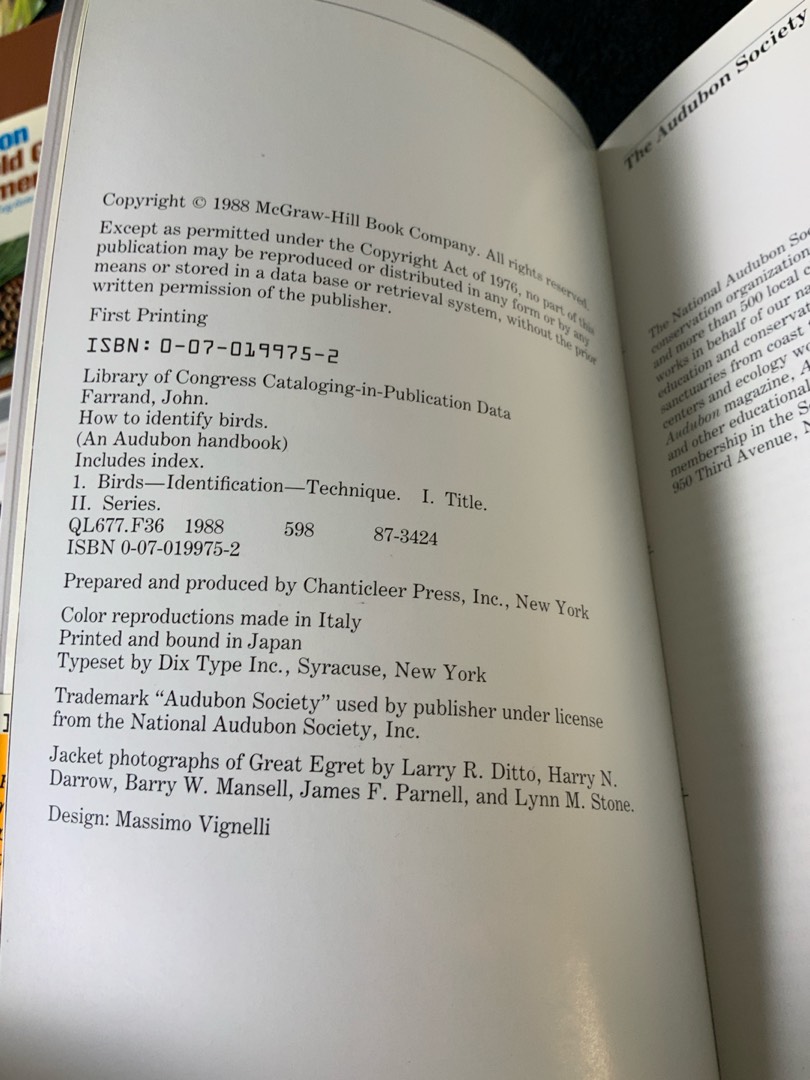 Copyright © 1988 McGraw-Hill Book Company. All rights reserved.
Except as permitted under the Copyright Act of 1976, no part of this
publication may be reproduced or distributed in any form or by any
means or stored in a data base or retrieval system, without the prior
written permission of the publisher.
First Printing
ISBN: 0-07-019975-2
Library of Congress Cataloging-in-Publication Data
Farrand, John.
How to identify birds.
(An Audubon handbook)
Includes index.
1. Birds—Identification—Technique. I. Title.
II. Series.
QL677.F36 1988 598 87-3424
ISBN 0-07-019975-2
Prepared and produced by Chanticleer Press, Inc., New York
Color reproductions made in Italy
Printed and bound in Japan
Typeset by Dix Type Inc., Syracuse, New York
Trademark “Audubon Society” used by publisher under license
from the National Audubon Society, Inc.
Jacket photographs of Great Egret by Larry R. Ditto, Harry N.
Darrow, Barry W. Mansell, James F. Parnell, and Lynn M. Stone.
Design: Massimo Vignelli
The Audubon Society
The National Audubon
conservation organization
and more than 500 local
works in behalf of our
education and
sanctuaries from coast
centers and ecology
Audubon magazine,
and other educational
membership in the
950 Third Avenue,